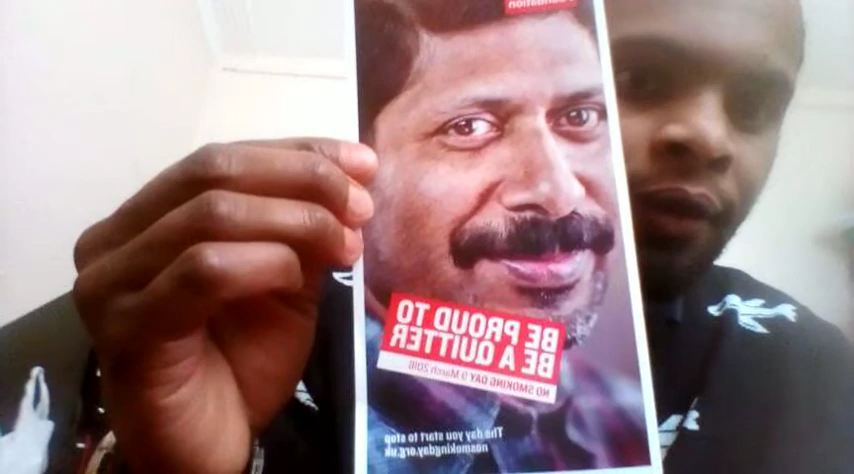 undation
BE PROUD TO
BE A QUITTER
NO SMOKING DAY 9 March 2016
The day you start to stop
nosmokingday.org.uk